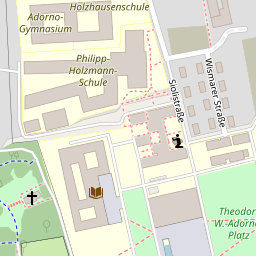 Holzhausenschule
Adorno-
Gymnasium
Philipp-
Holzmann-
Schule
Siolistraße
Wismarer Straße
Theodor-
W.-Adorno-
Platz